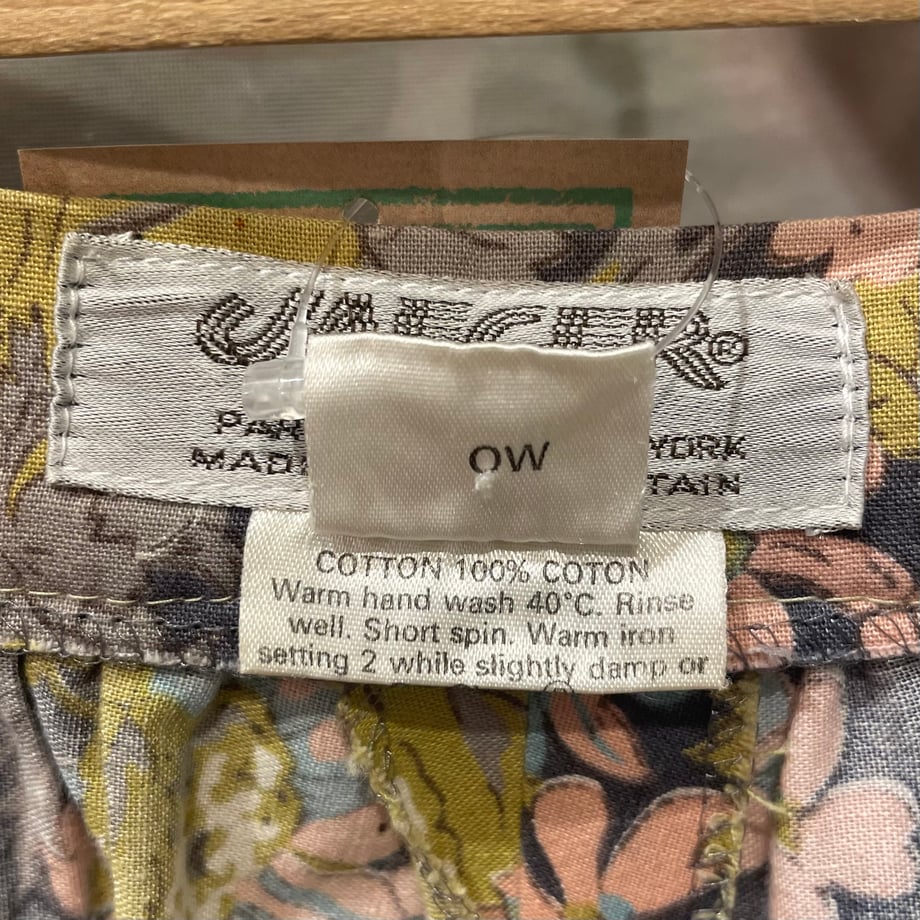 JAEGER®
PAR
YORK
MAD
TAIN
OW
COTTON 100% COTON
Warm hand wash 40°C. Rinse
well. Short spin. Warm iron
setting 2 while slightly damp or